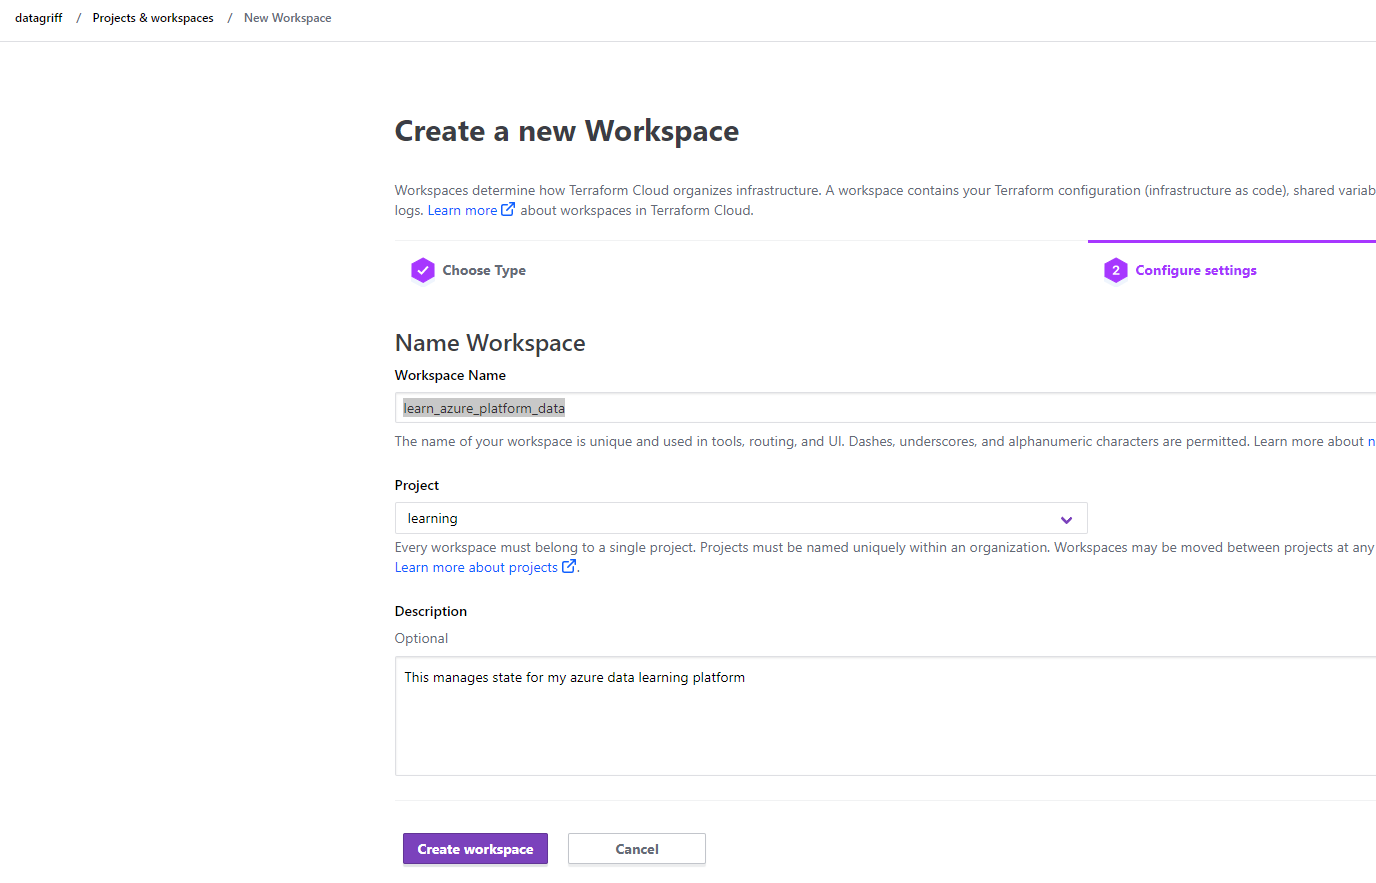 datagriff / Projects & workspaces / New Workspace
Create a new Workspace
Workspaces determine how Terraform Cloud organizes infrastructure. A workspace contains your Terraform configuration (infrastructure as code), shared variab
logs. Learn more about workspaces in Terraform Cloud.
Choose Type
2 Configure settings
Name Workspace
Workspace Name
learn_azure_platform_data
The name of your workspace is unique and used in tools, routing, and UI. Dashes, underscores, and alphanumeric characters are permitted. Learn more about n
Project
learning
Every workspace must belong to a single project. Projects must be named uniquely within an organization. Workspaces may be moved between projects at any
Learn more about projects.
Description
Optional
This manages state for my azure data learning platform
Create workspace Cancel